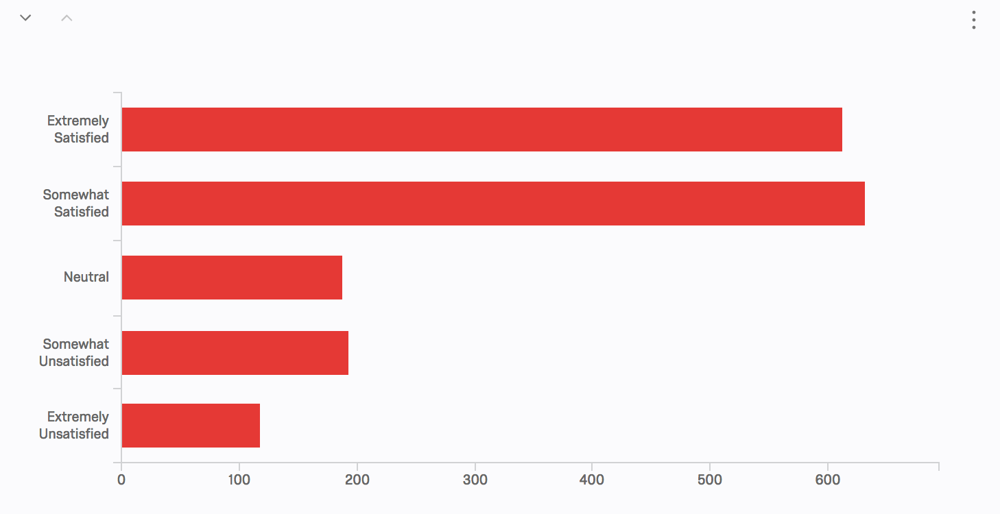 Extremely
Satisfied
Somewhat
Satisfied
Neutral
Somewhat
Unsatisfied
Extremely
Unsatisfied
0 100 200 300 400 500 600